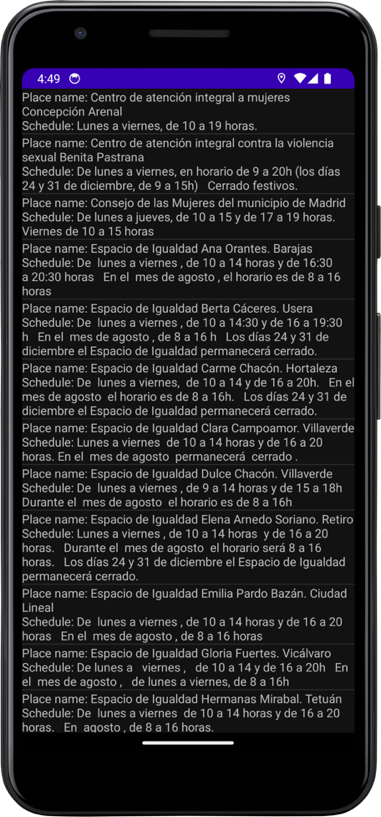 4:49
Place name: Centro de atención integral a mujeres
Concepción Arenal
Schedule: Lunes a viernes, de 10 a 19 horas.
Place name: Centro de atención integral contra la violencia
sexual Benita Pastrana
Schedule: De lunes a viernes, en horario de 9 a 20h (los días
24 y 31 de diciembre, de 9 a 15h)   Cerrado festivos.
Place name: Consejo de las Mujeres del municipio de Madrid
Schedule: De lunes a jueves, de 10 a 15 y de 17 a 19 horas.
Viernes de 10 a 15 horas
Place name: Espacio de Igualdad Ana Orantes. Barajas
Schedule: De  lunes a viernes , de 10 a 14 horas y de 16:30
a 20:30 horas   En el  mes de agosto , el horario es de 8 a 16
horas
Place name: Espacio de Igualdad Berta Cáceres. Usera
Schedule: De  lunes a viernes , de 10 a 14:30 y de 16 a 19:30
h   En el  mes de agosto , de 8 a 16 h   Los días 24 y 31 de
diciembre el Espacio de Igualdad permanecerá cerrado.
Place name: Espacio de Igualdad Carme Chacón. Hortaleza
Schedule: De  lunes a viernes,  de 10 a 14 y de 16 a 20h.   En el
mes de agosto  el horario es de 8 a 16h.   Los días 24 y 31 de
diciembre el Espacio de Igualdad permanecerá cerrado.
Place name: Espacio de Igualdad Clara Campoamor. Villaverde
Schedule: Lunes a viernes  de 10 a 14 horas y de 16 a 20
horas. En el  mes de agosto  permanecerá  cerrado .
Place name: Espacio de Igualdad Dulce Chacón. Villaverde
Schedule: De  lunes a viernes , de 9 a 14 horas y de 15 a 18h
Durante el  mes de agosto  el horario es de 8 a 16h
Place name: Espacio de Igualdad Elena Arnedo Soriano. Retiro
Schedule: Lunes a viernes , de 10 a 14 horas  y de 16 a 20
horas.   Durante el  mes de agosto  el horario será 8 a 16
horas.   Los días 24 y 31 de diciembre el Espacio de Igualdad
permanecerá cerrado.
Place name: Espacio de Igualdad Emilia Pardo Bazán. Ciudad
Lineal
Schedule: De  lunes a viernes , de 10 a 14 horas y de 16 a 20
horas   En el  mes de agosto , de 8 a 16 horas
Place name: Espacio de Igualdad Gloria Fuertes. Vicálvaro
Schedule: De lunes a   viernes ,   de 10 a 14 y de 16 a 20h   En
el  mes de agosto ,   de lunes a viernes, de 8 a 16h
Place name: Espacio de Igualdad Hermanas Mirabal. Tetuán
Schedule: De  lunes a viernes  de 10 a 14 horas y de 16 a 20
horas.   En  agosto , de 8 a 16 horas.